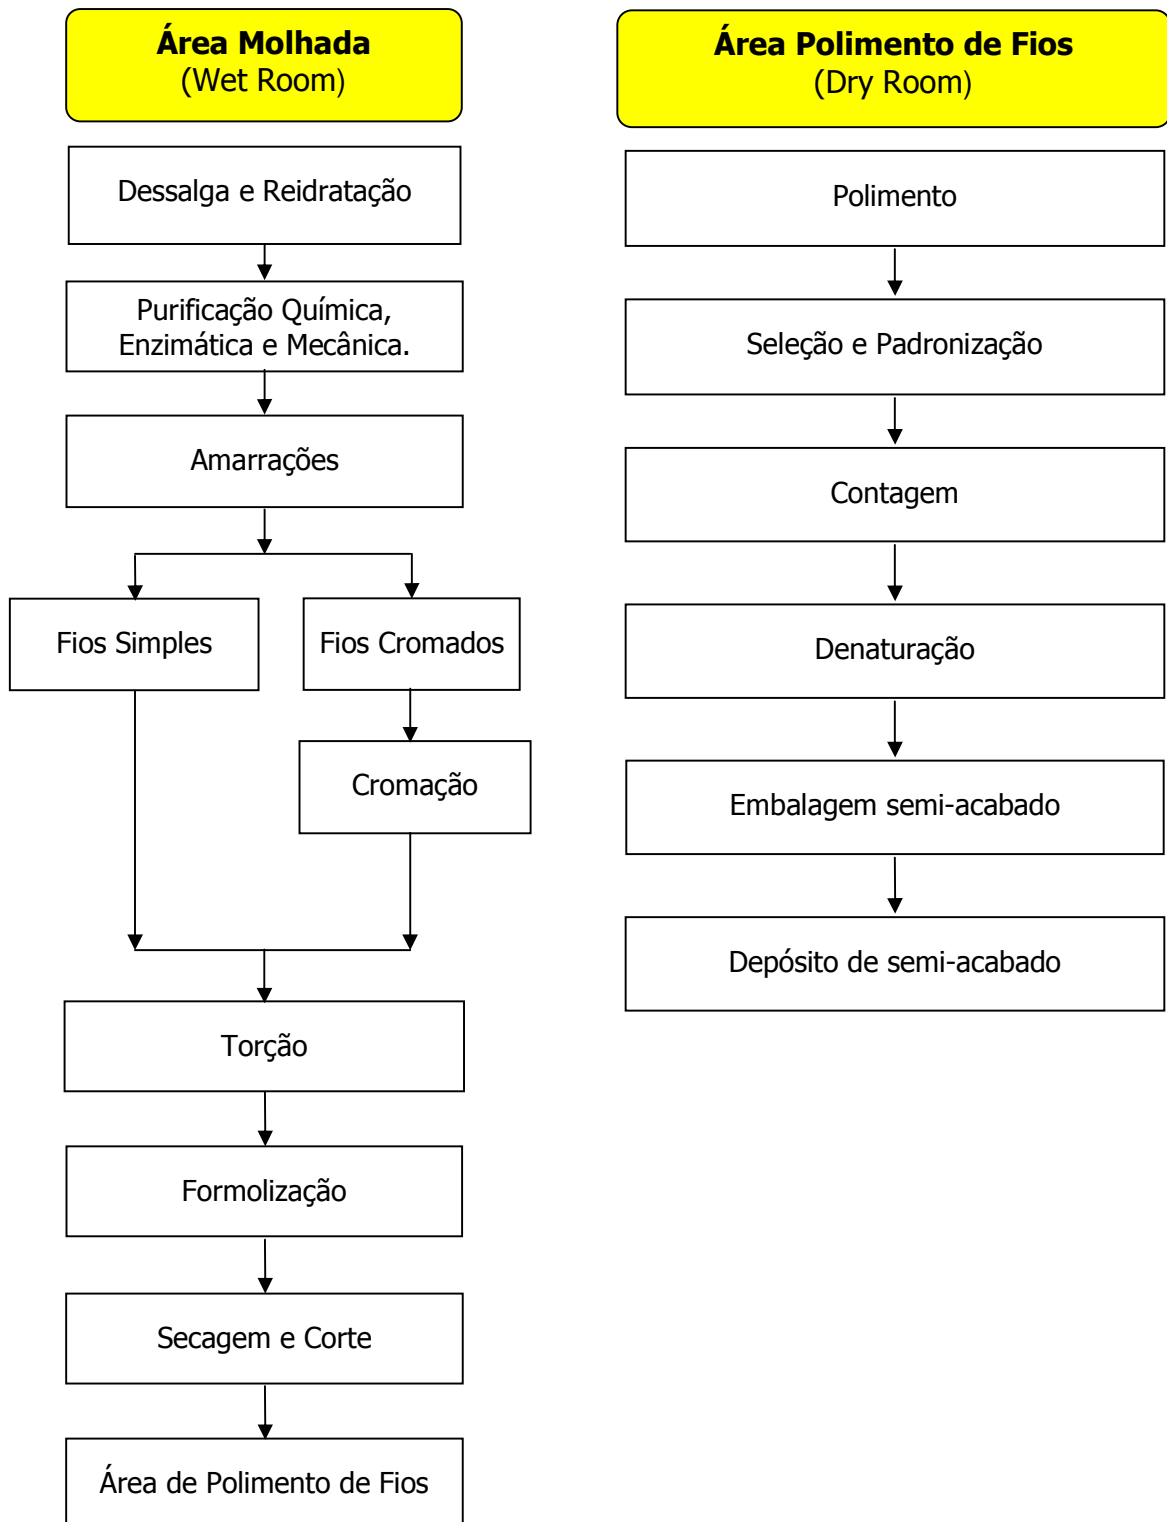 Área Molhada
(Wet Room)
Dessalga e Reidratação
Purificação Química,
Enzimática e Mecânica.
Amarrações
Fios Simples
Fios Cromados
Cromação
Torção
Formolização
Secagem e Corte
Área de Polimento de Fios
Área Polimento de Fios
(Dry Room)
Polimento
Seleção e Padronização
Contagem
Denaturação
Embalagem semi-acabado
Depósito de semi-acabado